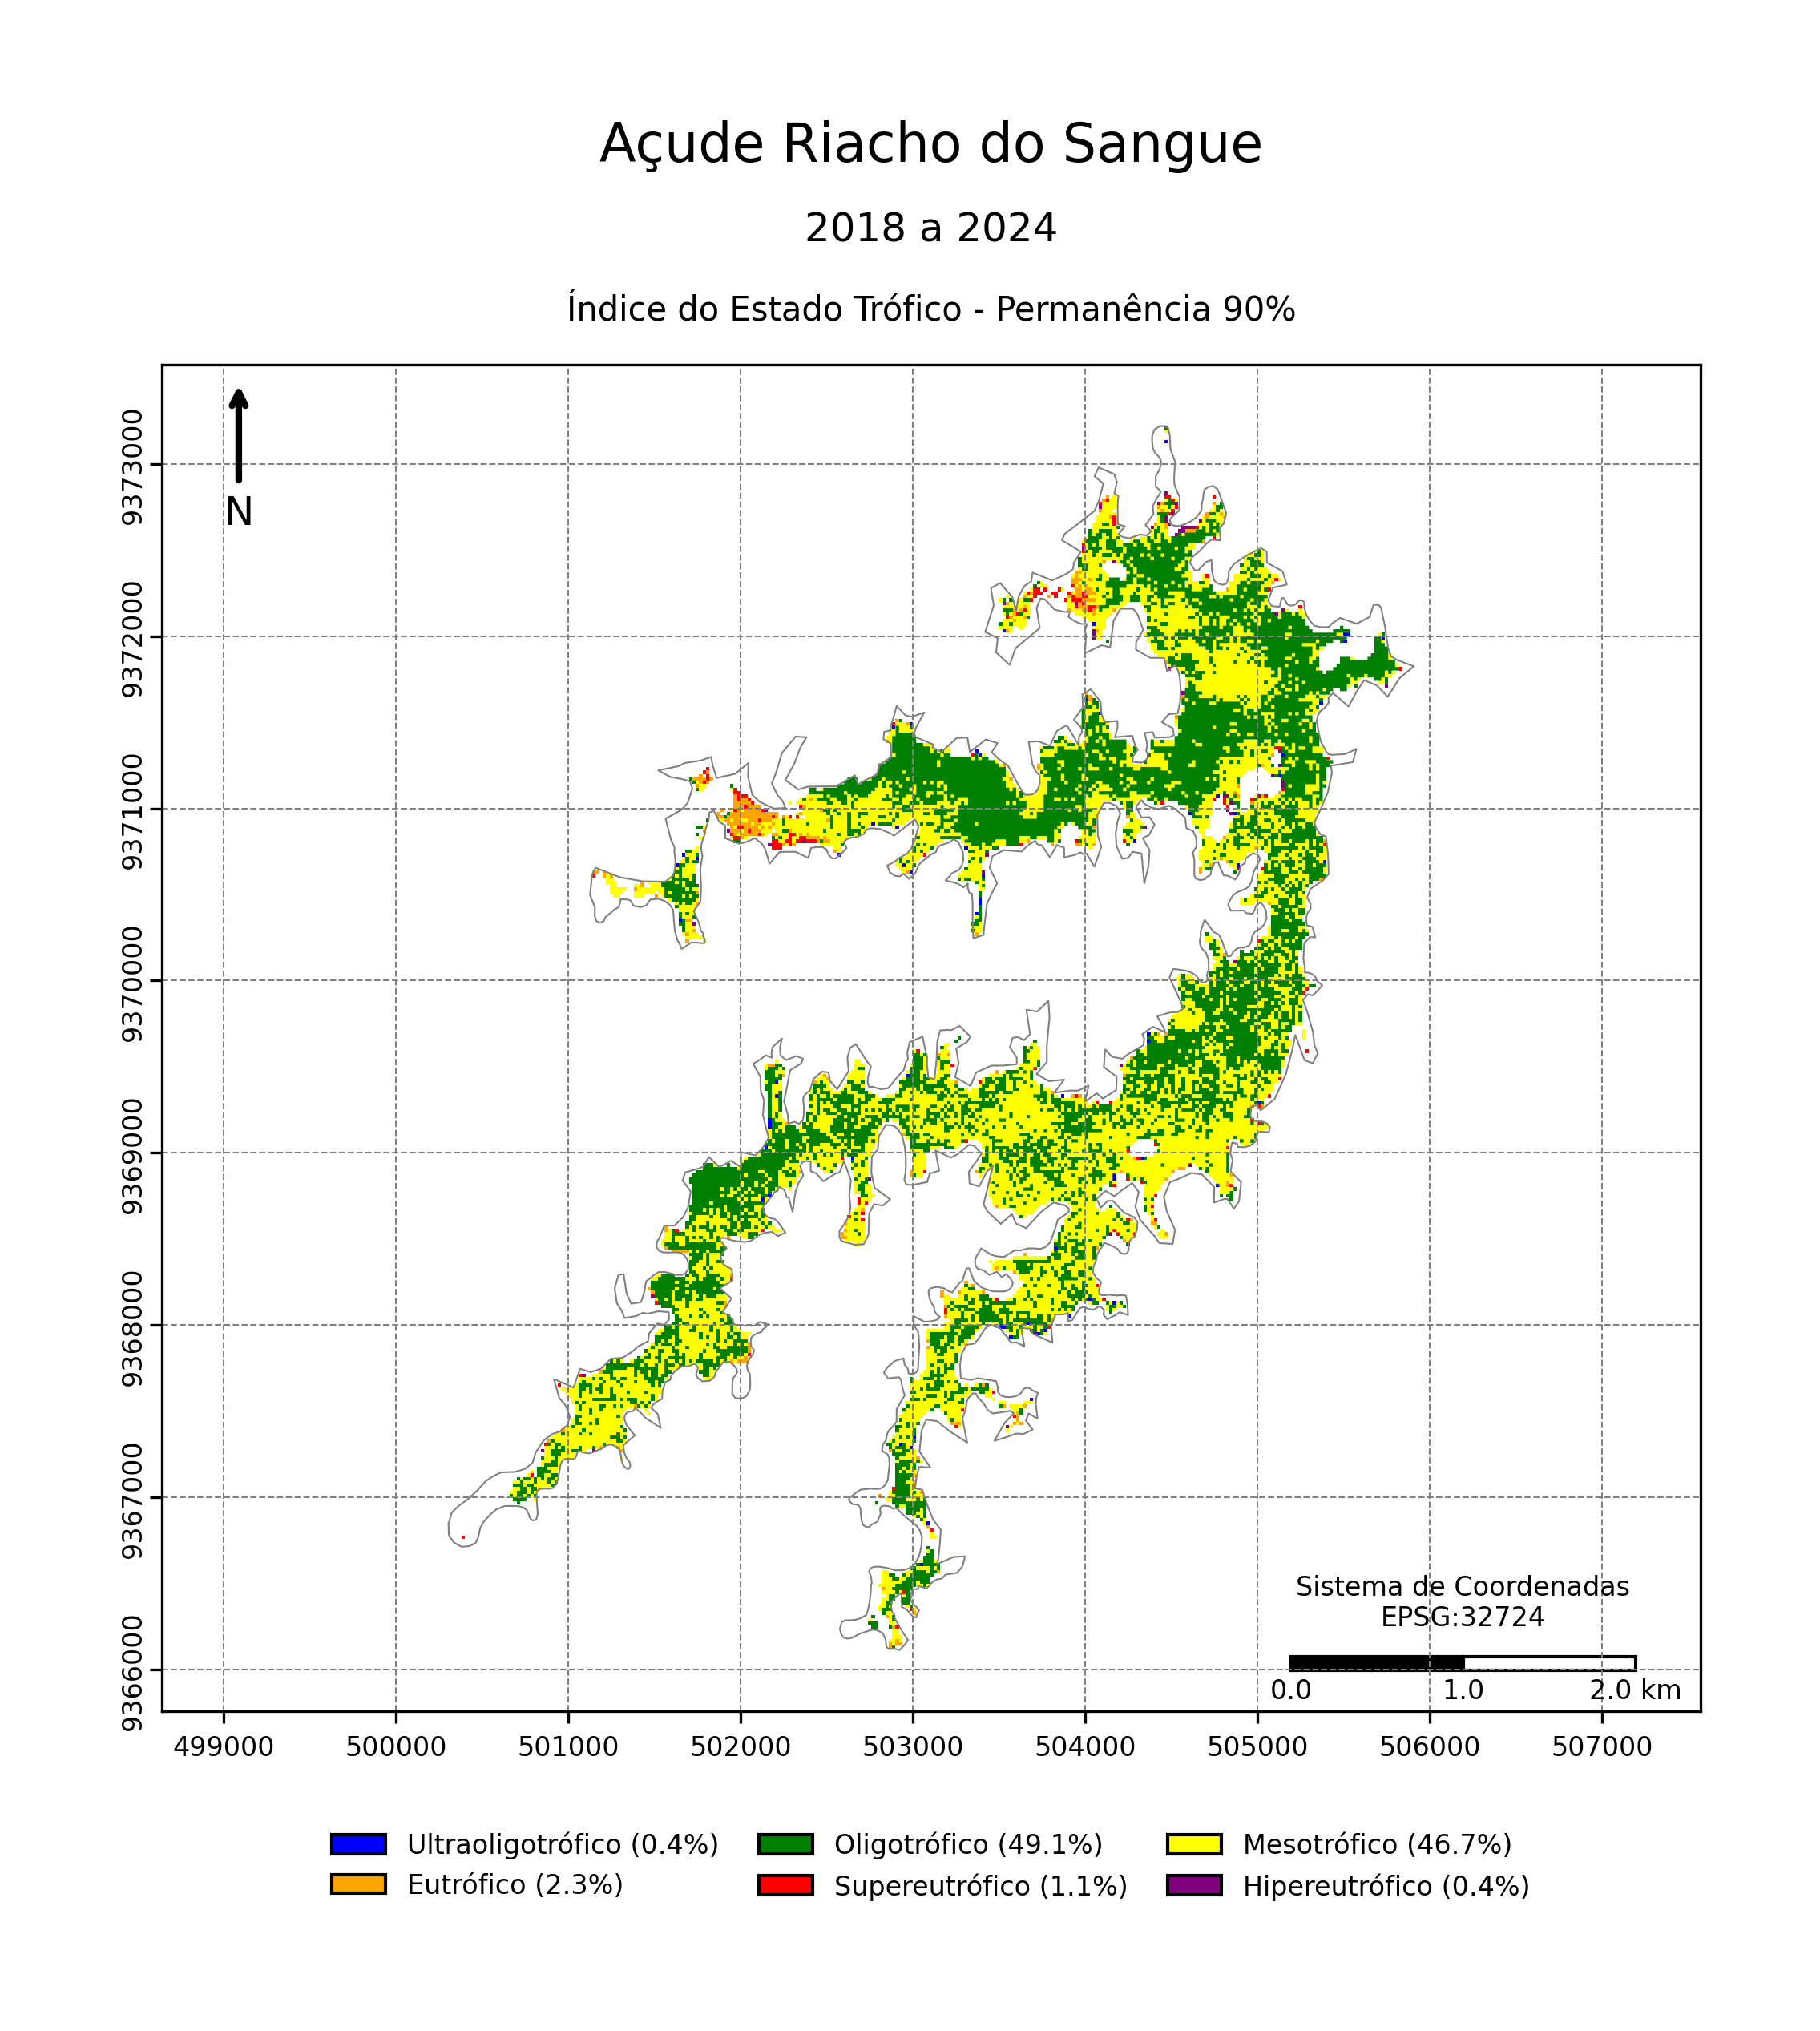 Açude Riacho do Sangue
2018 a 2024
Índice do Estado Trófico - Permanência 90%
N
9373000
9372000
9371000
9370000
9369000
9368000
9367000
9366000
Sistema de Coordenadas
EPSG:32724
0.0 1.0 2.0 km
499000 500000 501000 502000 503000 504000 505000 506000 507000
Ultraoligotrófico (0.4%) Oligotrófico (49.1%) Mesotrófico (46.7%)
Eutrófico (2.3%) Supereutrófico (1.1%) Hipereutrófico (0.4%)